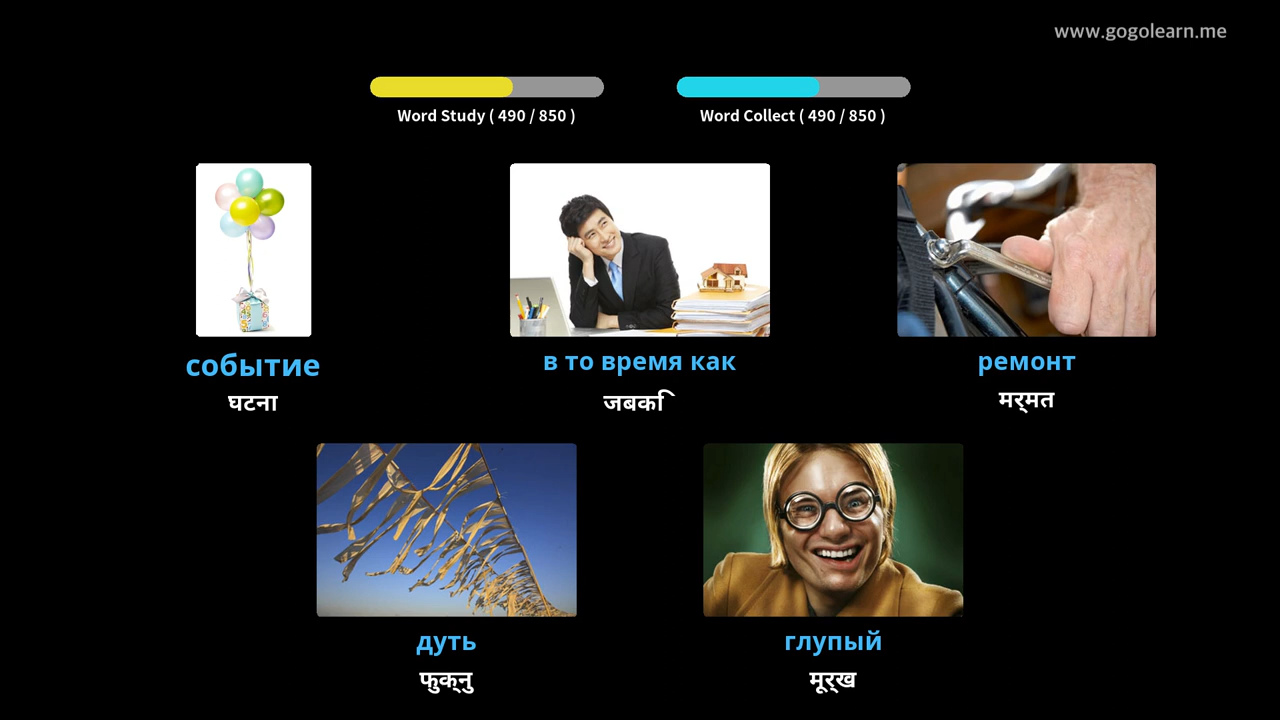 www.gogolearn.me
Word Study ( 490 / 850 )
Word Collect ( 490 / 850 )
событие
घटना
в то время как
जबकि
ремонт
मर्मत
дуть
फुक्नु
глупый
मूर्ख